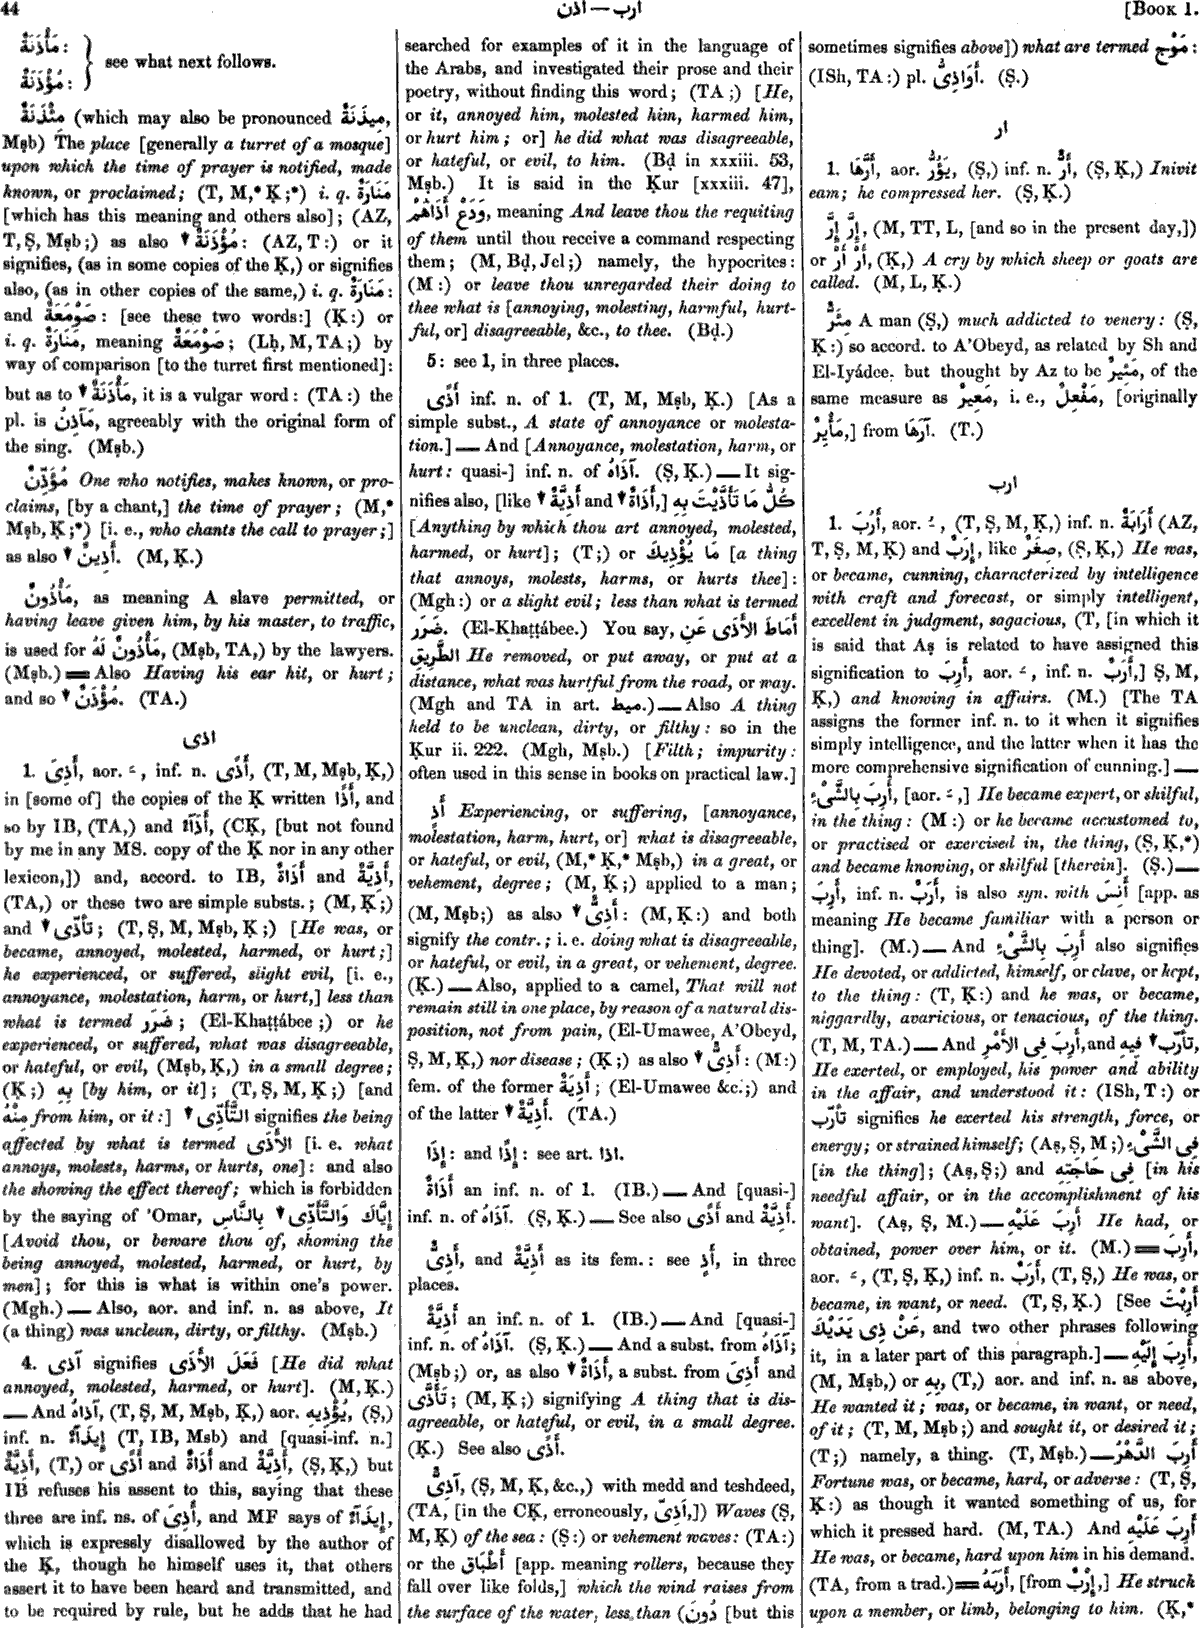 44
ارب — اذن
[BOOK 1.
مَأْذَنَةٌ :
مُؤْذَنَةٌ :
see what next follows.
مِئْذَنَةٌ (which may also be pronounced مِيذَنَةٌ,
Mṣb) The place [generally a turret of a mosque]
upon which the time of prayer is notified, made
known, or proclaimed; (T, M,* Ḳ;*) i. q. مَنَارَةٌ
[which has this meaning and others also]; (AZ,
T, Ṣ, Mṣb;) as also ↓ مُؤْذَنَةٌ: (AZ, T:) or it
signifies, (as in some copies of the Ḳ,) or signifies
also, (as in other copies of the same,) i. q. مَنَارَةٌ:
and صَوْمَعَةٌ: [see these two words:] (Ḳ:) or
i. q. مَنَارَةٌ, meaning صَوْمَعَةٌ; (Lḥ, M, TA;) by
way of comparison [to the turret first mentioned]:
but as to ↓ مَأْذَنَةٌ, it is a vulgar word: (TA:) the
pl. is مَآذِنُ, agreeably with the original form of
the sing. (Mṣb.)
مُؤَذِّنٌ One who notifies, makes known, or pro-
claims, [by a chant,] the time of prayer; (M,*
Mṣb, Ḳ;*) [i. e., who chants the call to prayer;]
as also ↓ أَذِينٌ. (M, Ḳ.)
مَأْذُونٌ, as meaning A slave permitted, or
having leave given him, by his master, to traffic,
is used for مَأْذُونٌ لَهُ, (Mṣb, TA,) by the lawyers.
(Mṣb.) ═ Also Having his ear hit, or hurt;
and so ↓ مُؤْذَنٌ. (TA.)
اذى
1. أَذِىَ, aor. ـَ, inf. n. أَذًى, (T, M, Mṣb, Ḳ,)
in [some of] the copies of the Ḳ written أَذًا, and
so by IB, (TA,) and أَذَآءٌ, (CḲ, [but not found
by me in any MS. copy of the Ḳ nor in any other
lexicon,]) and, accord. to IB, أَذَاةٌ and أَذِيَّةٌ,
(TA,) or these two are simple substs.; (M, Ḳ;)
and ↓ تأذّى; (T, Ṣ, M, Mṣb, Ḳ;) [He was, or
became, annoyed, molested, harmed, or hurt;]
he experienced, or suffered, slight evil, [i. e.,
annoyance, molestation, harm, or hurt,] less than
what is termed ضَرَر; (El-Khaṭṭábee;) or he
experienced, or suffered, what was disagreeable,
or hateful, or evil, (Mṣb, Ḳ,) in a small degree;
(Ḳ;) بِهِ [by him, or it]; (T, Ṣ, M, Ḳ;) [and
مِنْهُ from him, or it:] ↓ التَّأَذِّى signifies the being
affected by what is termed الأَذَى [i. e. what
annoys, molests, harms, or hurts, one]: and also
the showing the effect thereof; which is forbidden
by the saying of 'Omar, إِيَّاكَ وَالتَّأَذِّىَ ↓ بِالنَّاسِ
[Avoid thou, or beware thou of, showing the
being annoyed, molested, harmed, or hurt, by
men]; for this is what is within one's power.
(Mgh.) — Also, aor. and inf. n. as above, It
(a thing) was unclean, dirty, or filthy. (Mṣb.)
4. آذى signifies فَعَلَ الأَذَى [He did what
annoyed, molested, harmed, or hurt]. (M, Ḳ.)
— And آذَاهُ, (T, Ṣ, M, Mṣb, Ḳ,) aor. يُؤْذِيهِ, (Ṣ,)
inf. n. إِيذَآءٌ (T, IB, Msb) and [quasi-inf. n.]
أَذِيَّةٌ, (T,) or أَذًى and أَذَاةٌ and أَذِيَّةٌ, (Ṣ, Ḳ,) but
IB refuses his assent to this, saying that these
three are inf. ns. of أَذِىَ, and MF says of إِيذَآءٌ,
which is expressly disallowed by the author of
the Ḳ, though he himself uses it, that others
assert it to have been heard and transmitted, and
to be required by rule, but he adds that he had
searched for examples of it in the language of
the Arabs, and investigated their prose and their
poetry, without finding this word; (TA;) [He,
or it, annoyed him, molested him, harmed him,
or hurt him; or] he did what was disagreeable,
or hateful, or evil, to him. (Bḍ in xxxiii. 53,
Mṣb.) It is said in the Ḳur [xxxiii. 47],
وَدَعْ أَذَاهُمْ, meaning And leave thou the requiting
of them until thou receive a command respecting
them; (M, Bḍ, Jel;) namely, the hypocrites:
(M:) or leave thou unregarded their doing to
thee what is [annoying, molesting, harmful, hurt-
ful, or] disagreeable, &c., to thee. (Bḍ.)
5: see 1, in three places.
أَذًى inf. n. of 1. (T, M, Mṣb, Ḳ.) [As a
simple subst., A state of annoyance or molesta-
tion.] — And [Annoyance, molestation, harm, or
hurt: quasi-] inf. n. of آذَاهُ. (Ṣ, Ḳ.) — It sig-
nifies also, [like ↓ أَذِيَّةٌ and ↓ أَذَاةٌ,] كُلُّ مَا تَأَذَّيْتَ بِهِ
[Anything by which thou art annoyed, molested,
harmed, or hurt]; (T;) or مَا يُؤْذِيكَ [a thing
that annoys, molests, harms, or hurts thee]:
(Mgh:) or a slight evil; less than what is termed
ضَرَر. (El-Khaṭṭábee.) You say, أَمَاطَ الأَذَى عَنِ
الطَّرِيقِ He removed, or put away, or put at a
distance, what was hurtful from the road, or way.
(Mgh and TA in art. ميط.) — Also A thing
held to be unclean, dirty, or filthy: so in the
Ḳur ii. 222. (Mgh, Mṣb.) [Filth; impurity:
often used in this sense in books on practical law.]
أَذٍ Experiencing, or suffering, [annoyance,
molestation, harm, hurt, or] what is disagreeable,
or hateful, or evil, (M,* Ḳ,* Mṣb,) in a great, or
vehement, degree; (M, Ḳ;) applied to a man;
(M, Mṣb;) as also ↓ أَذِىٌّ: (M, Ḳ:) and both
signify the contr.; i. e. doing what is disagreeable,
or hateful, or evil, in a great, or vehement, degree.
(Ḳ.) — Also, applied to a camel, That will not
remain still in one place, by reason of a natural dis-
position, not from pain, (El-Umawee, A'Obeyd,
Ṣ, M, Ḳ,) nor disease; (Ḳ;) as also ↓ أَذِىٌّ: (M:)
fem. of the former أَذِيَةٌ; (El-Umawee &c.;) and
of the latter ↓ أَذِيَّةٌ. (TA.)
إِذَا: and إِذًا: see art. اذا.
أَذَاةٌ an inf. n. of 1. (IB.) — And [quasi-]
inf. n. of آذَاهُ. (Ṣ, Ḳ.) — See also أَذًى and أَذِيَّةٌ.
أَذِىٌّ, and أَذِيَّةٌ as its fem.: see أَذٍ, in three
places.
أَذِيَّةٌ an inf. n. of 1. (IB.) — And [quasi-]
inf. n. of آذَاهُ. (Ṣ, Ḳ.) — And a subst. from آذَاهُ;
(Mṣb;) or, as also ↓ أَذَاةٌ, a subst. from أَذِىَ and
تَأَذَّى; (M, Ḳ;) signifying A thing that is dis-
agreeable, or hateful, or evil, in a small degree.
(Ḳ.) See also أَذًى.
آذِىٌّ, (Ṣ, M, Ḳ, &c.,) with medd and teshdeed,
(TA, [in the CḲ, erroneously, آذِىّ,]) Waves (Ṣ,
M, Ḳ) of the sea: (Ṣ:) or vehement waves: (TA:)
or the أَطْبَاق [app. meaning rollers, because they
fall over like folds,] which the wind raises from
the surface of the water, less than (دُونَ [but this
sometimes signifies above]) what are termed مَوْج:
(ISh, TA:) pl. أَوَاذِىُّ. (Ṣ.)
ار
1. أَرَّهَا, aor. يَؤُرُّ, (Ṣ,) inf. n. أَرٌّ, (Ṣ, Ḳ,) Inivit
eam; he compressed her. (Ṣ, Ḳ.)
إِرَّ إِرَّ, (M, TT, L, [and so in the present day,])
or أَرْ أَرْ, (Ḳ,) A cry by which sheep or goats are
called. (M, L, Ḳ.)
مِئَرٌّ A man (Ṣ,) much addicted to venery: (Ṣ,
Ḳ:) so accord. to A'Obeyd, as related by Sh and
El-Iyádee, but thought by Az to be مَئِيرٌ, of the
same measure as مَعِيرٌ, i. e., مَفْعِلٌ, [originally
مَأْيِرٌ,] from آرَهَا. (T.)
ارب
1. أَرُبَ, aor. ـُ, (T, Ṣ, M, Ḳ,) inf. n. أَرَابَةٌ (AZ,
T, Ṣ, M, Ḳ) and إِرَبٌ, like صِغَرٌ, (Ṣ, Ḳ,) He was,
or became, cunning, characterized by intelligence
with craft and forecast, or simply intelligent,
excellent in judgment, sagacious, (T, [in which it
is said that Aṣ is related to have assigned this
signification to أَرِبَ, aor. ـَ, inf. n. أَرَبٌ,] Ṣ, M,
Ḳ,) and knowing in affairs. (M.) [The TA
assigns the former inf. n. to it when it signifies
simply intelligence, and the latter when it has the
more comprehensive signification of cunning.] —
أَرِبَ بِالشَّىْءِ, [aor. ـَ,] He became expert, or skilful,
in the thing: (M:) or he became accustomed to,
or practised or exercised in, the thing, (Ṣ, Ḳ,*)
and became knowing, or skilful [therein]. (Ṣ.) —
أَرِبَ, inf. n. أَرَبٌ, is also syn. with أَنِسَ [app. as
meaning He became familiar with a person or
thing]. (M.) — And أَرِبَ بِالشَّىْءِ also signifies
He devoted, or addicted, himself, or clave, or kept,
to the thing: (T, Ḳ:) and he was, or became,
niggardly, avaricious, or tenacious, of the thing.
(T, M, TA.) — And أَرِبَ فِى الأَمْرِ, and فِيهِ ↓ تأرّب,
He exerted, or employed, his power and ability
in the affair, and understood it: (ISh, T:) or
تأرّب signifies he exerted his strength, force, or
energy; or strained himself; (Aṣ, Ṣ, M;) فِى الشَّىْءِ
[in the thing]; (Aṣ, Ṣ;) and فِى حَاجَتِهِ [in his
needful affair, or in the accomplishment of his
want]. (Aṣ, Ṣ, M.) — أَرِبَ عَلَيْهِ He had, or
obtained, power over him, or it. (M.) ═ أَرِبَ,
aor. ـَ, (T, Ṣ, Ḳ,) inf. n. أَرَبٌ, (T, Ṣ,) He was, or
became, in want, or need. (T, Ṣ, Ḳ.) [See أَرِبْتَ
عَنْ ذِى يَدَيْكَ, and two other phrases following
it, in a later part of this paragraph.] — أَرِبَ إِلَيْهِ,
(M, Mṣb,) or بِهِ, (T,) aor. and inf. n. as above,
He wanted it; was, or became, in want, or need,
of it; (T, M, Mṣb;) and sought it, or desired it;
(T;) namely, a thing. (T, Mṣb.) — أَرِبَ الدَّهْرُ
Fortune was, or became, hard, or adverse: (T, Ṣ,
Ḳ:) as though it wanted something of us, for
which it pressed hard. (M, TA.) And أَرِبَ عَلَيْهِ
He was, or became, hard upon him in his demand.
(TA, from a trad.) ═ أَرَبَهُ, [from إِرْبٌ,] He struck
upon a member, or limb, belonging to him. (Ḳ,*